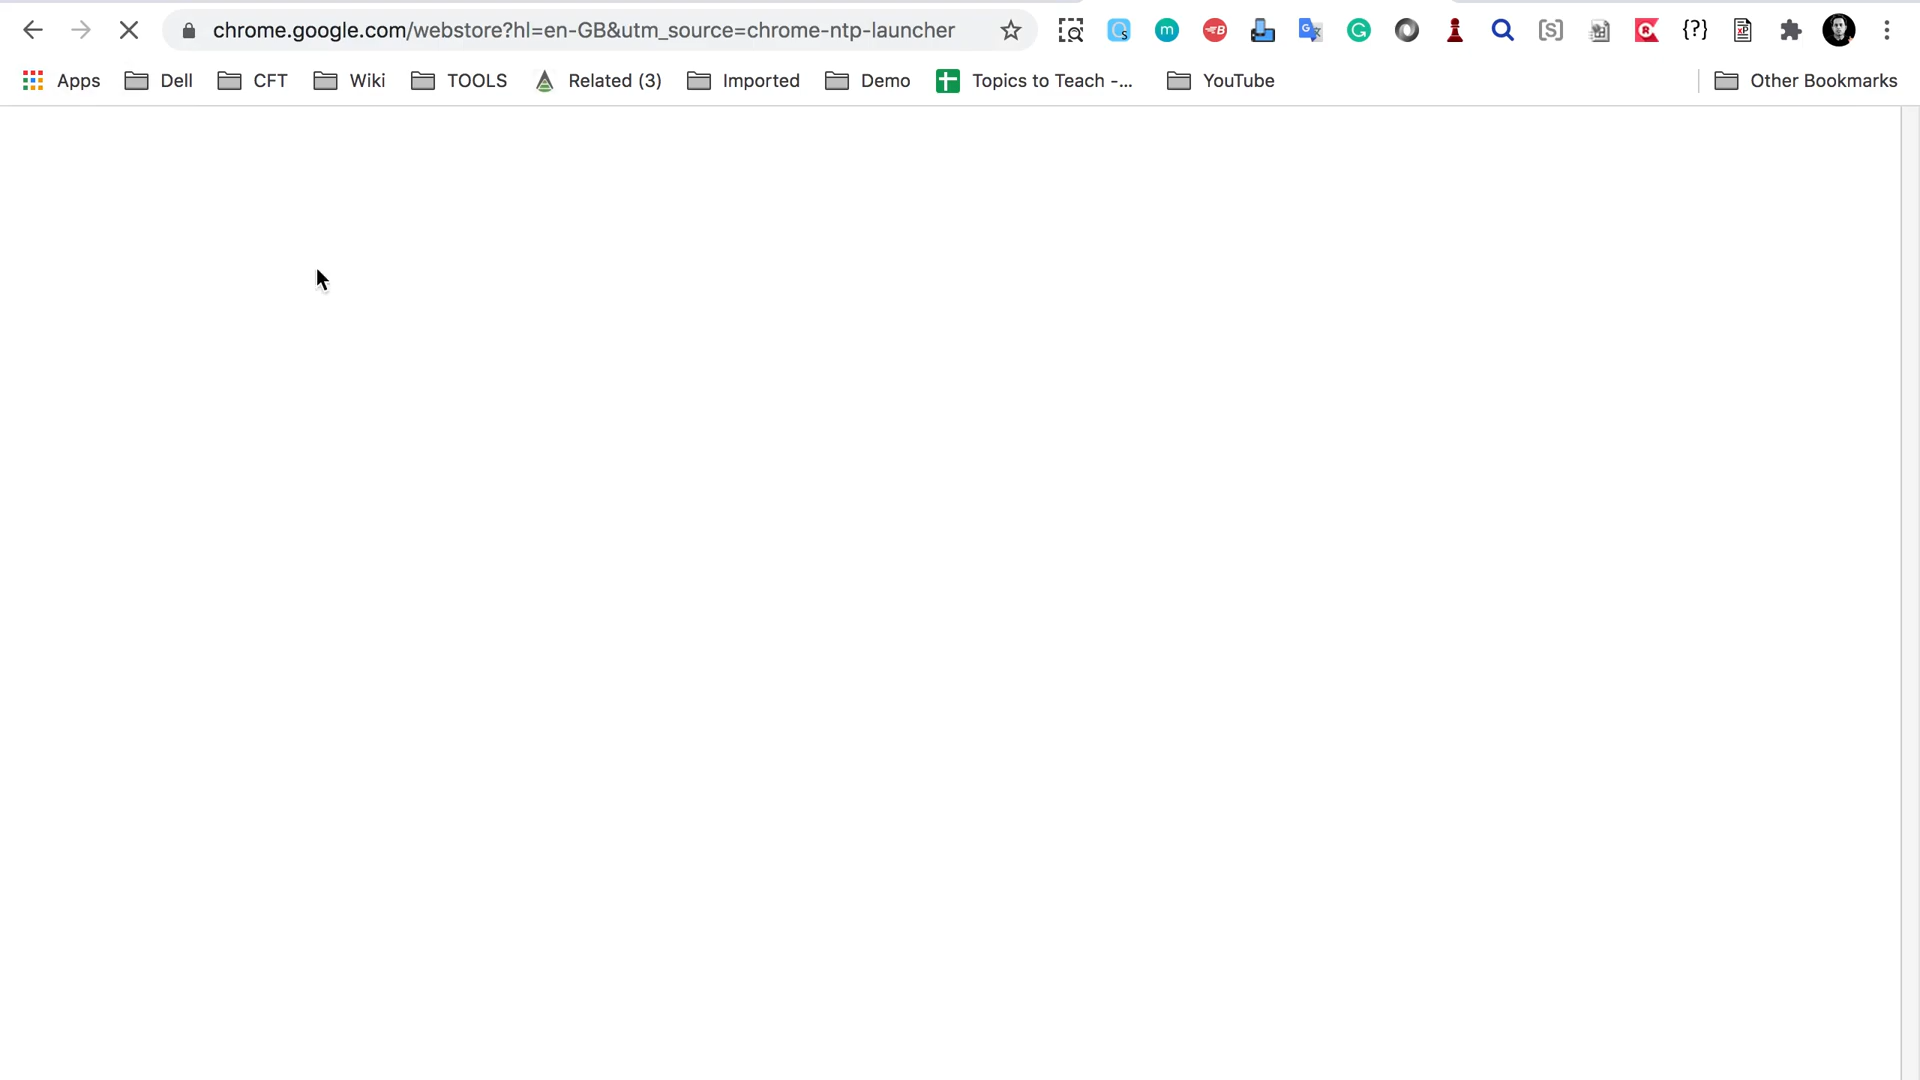 chrome.google.com/webstore?hl=en-GB&utm_source=chrome-ntp-launcher
Apps Dell CFT Wiki TOOLS Related (3) Imported Demo Topics to Teach -... YouTube Other Bookmarks